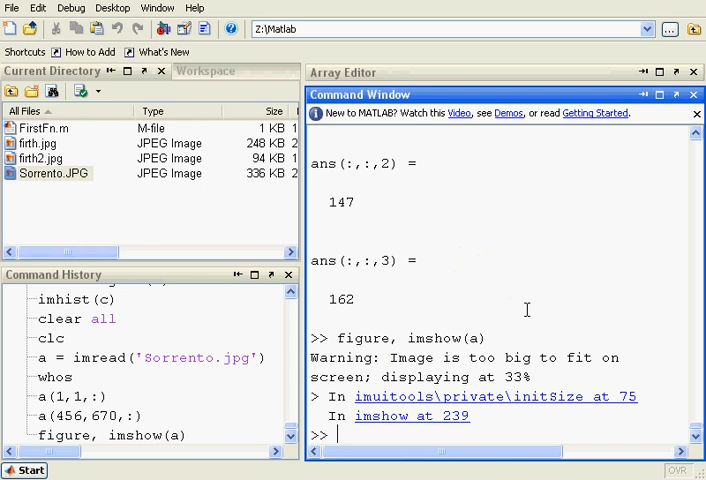 File Edit Debug Desktop Window Help
Z:\Matlab
...
Shortcuts How to Add What's New
Current Directory
Workspace
All Files Type Size
FirstFn.m M-file 1 KB
firth.jpg JPEG Image 248 KB
firth2.jpg JPEG Image 94 KB
Sorrento.JPG JPEG Image 336 KB
Command History
imhist(c)
clear all
clc
a = imread('Sorrento.jpg')
whos
a(1,1,:)
a(456,670,:)
figure, imshow(a)
Array Editor
Command Window
New to MATLAB? Watch this Video, see Demos, or read Getting Started.
ans(:,:,2) =
147
ans(:,:,3) =
162
>> figure, imshow(a)
Warning: Image is too big to fit on
screen; displaying at 33%
> In imuitools\private\initSize at 75
In imshow at 239
>>
Start
OVR